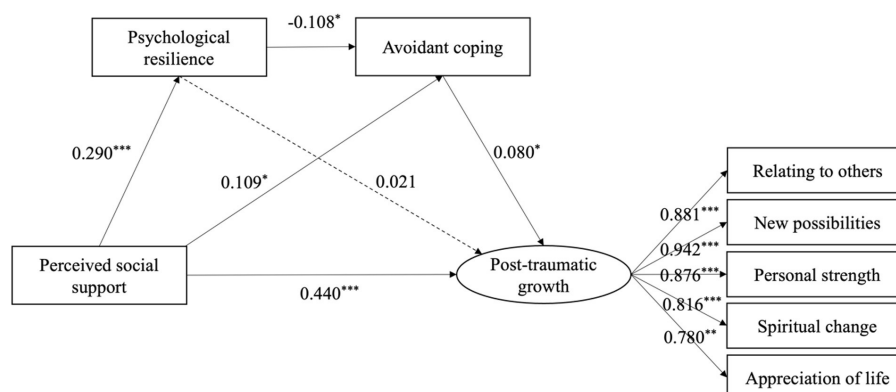 -0.108*
Psychological
resilience
Avoidant coping
0.290***
0.109*
0.021
0.080*
Relating to others
0.881***
New possibilities
0.942***
Perceived social
support
0.440***
Post-traumatic
growth
0.876***
Personal strength
0.816***
Spiritual change
0.780**
Appreciation of life